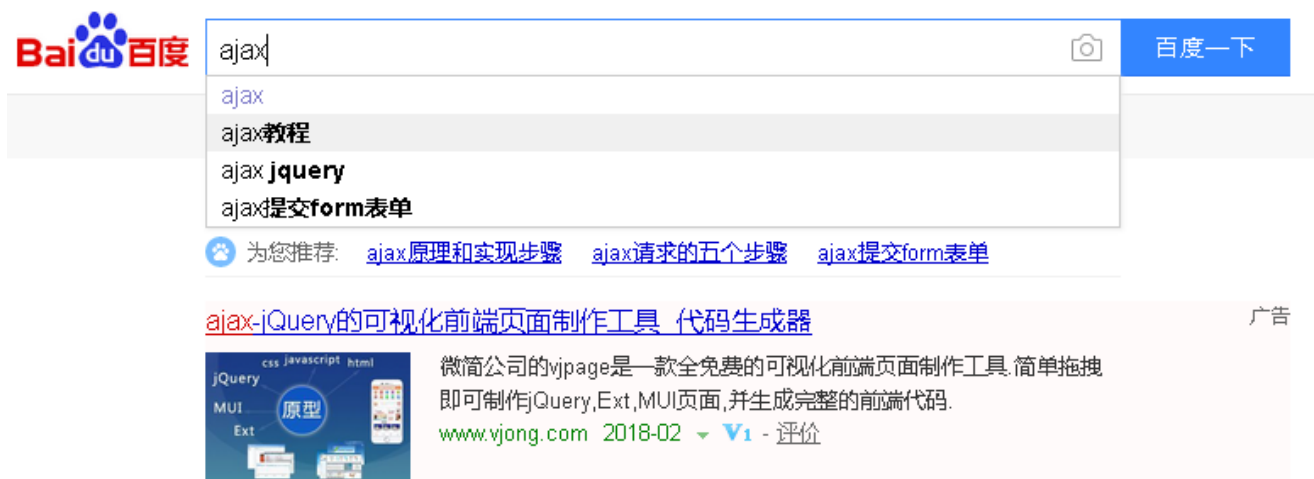 Bai du 百度 ajax 百度一下
ajax
ajax教程
ajax jquery
ajax提交form表单
为您推荐: ajax原理和实现步骤 ajax请求的五个步骤 ajax提交form表单
ajax-jQuery的可视化前端页面制作工具 代码生成器 广告
css javascript html
jQuery
MUI 原型
Ext
微简公司的vjpage是一款全免费的可视化前端页面制作工具.简单拖拽
即可制作jQuery,Ext,MUI页面,并生成完整的前端代码.
www.vjong.com 2018-02 V1 - 评价